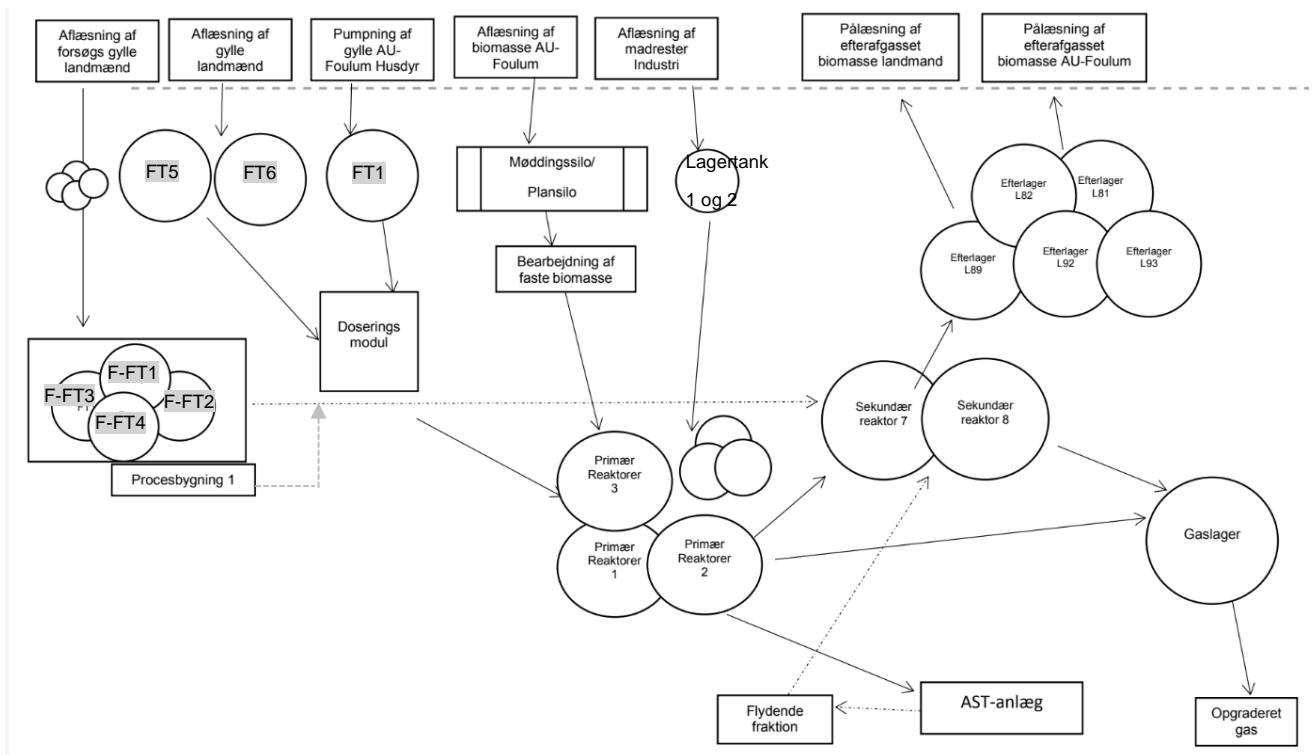 Aflæsning af
forsøgs gylle
landmænd
Aflæsning af
gylle
landmænd
Pumpning af
gylle AU-
Foulum Husdyr
Aflæsning af
biomasse AU-
Foulum
Aflæsning af
madrester
Industri
Pålæsning af
efterafgasset
biomasse landmand
Pålæsning af
efterafgasset
biomasse AU-Foulum
FT5
FT6
FT1
Møddingssilo/
Plansilo
Lagertank
1 og 2
Efterlager
L82
Efterlager
L81
Efterlager
L89
Efterlager
L92
Efterlager
L93
Bearbejdning af
faste biomasse
Doserings
modul
F-FT1
F-FT3
F-FT2
F-FT4
Procesbygning 1
Sekundær
reaktor 7
Sekundær
reaktor 8
Primær
Reaktorer
3
Primær
Reaktorer
1
Primær
Reaktorer
2
Gaslager
Flydende
fraktion
AST-anlæg
Opgraderet
gas